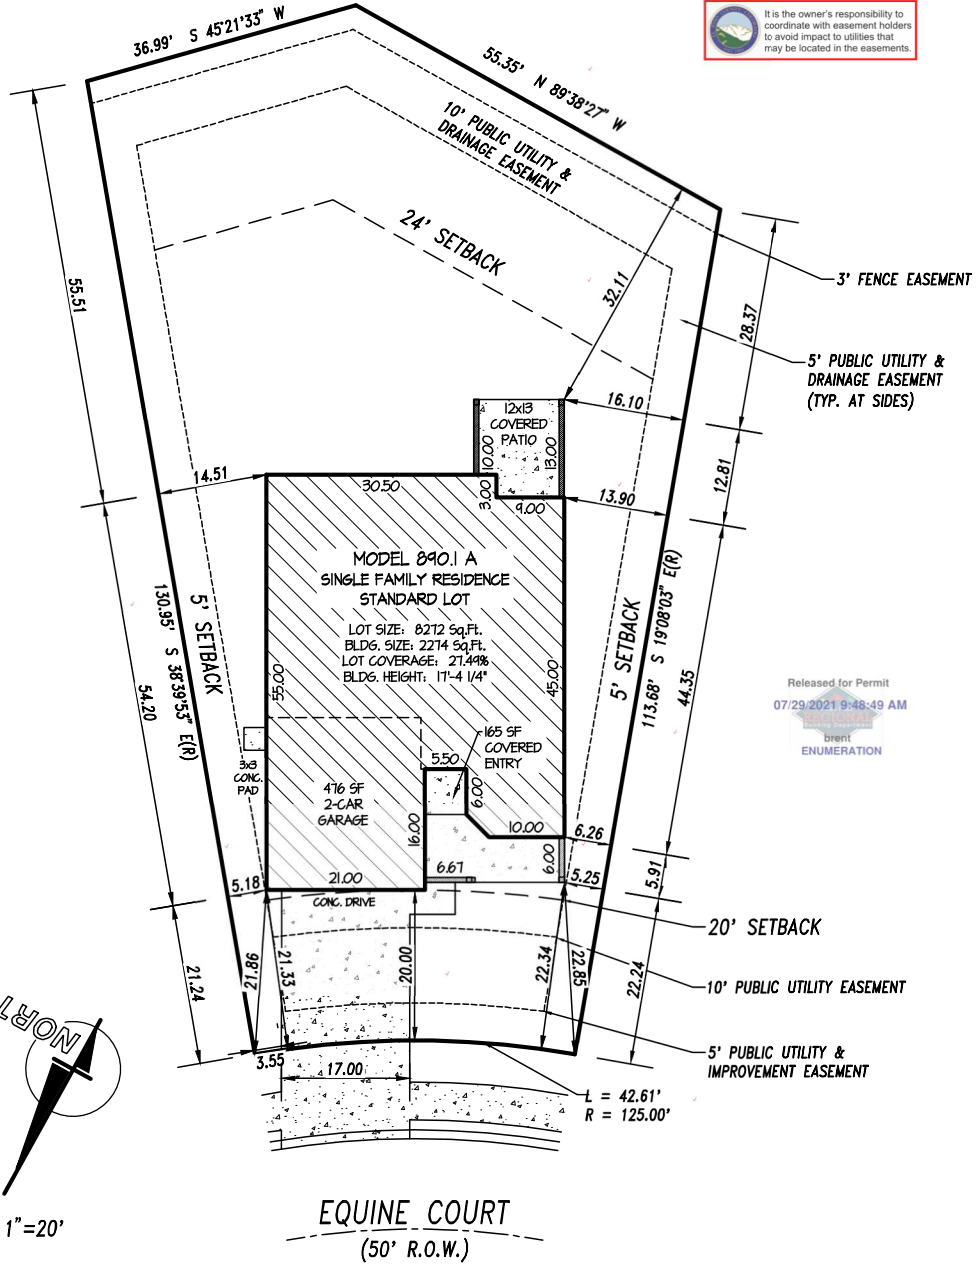 It is the owner's responsibility to
coordinate with easement holders
to avoid impact to utilities that
may be located in the easements.
36.99' S 45°21'33" W
55.35' N 89°38'27" W
10' PUBLIC UTILITY &
DRAINAGE EASEMENT
24' SETBACK
3' FENCE EASEMENT
32.11
28.37
55.51
5' PUBLIC UTILITY &
DRAINAGE EASEMENT
(TYP. AT SIDES)
16.10
12x13
COVERED
PATIO
10.00
13.00
12.81
14.51
30.50
3.00
9.00
13.90
MODEL 890.1 A
SINGLE FAMILY RESIDENCE
STANDARD LOT
LOT SIZE: 8272 Sq.Ft.
BLDG. SIZE: 2274 Sq.Ft.
LOT COVERAGE: 27.49%
BLDG. HEIGHT: 17'-4 1/4"
130.95' S 38°39'53" E(R)
5' SETBACK
55.00
45.00
5' SETBACK
113.68' S 19°08'03" E(R)
44.35
54.20
Released for Permit
07/29/2021 9:48:49 AM
REGIONAL
Building Department
brent
ENUMERATION
165 SF
COVERED
ENTRY
5.50
6.00
3x3
CONC.
PAD
476 SF
2-CAR
GARAGE
16.00
10.00
6.26
6.00
5.91
6.67
5.18
21.00
5.25
CONC. DRIVE
20' SETBACK
21.24
21.86
21.33
20.00
22.34
22.85
22.24
10' PUBLIC UTILITY EASEMENT
5' PUBLIC UTILITY &
IMPROVEMENT EASEMENT
3.55
17.00
L = 42.61'
R = 125.00'
NORT
1"=20'
EQUINE COURT
(50' R.O.W.)